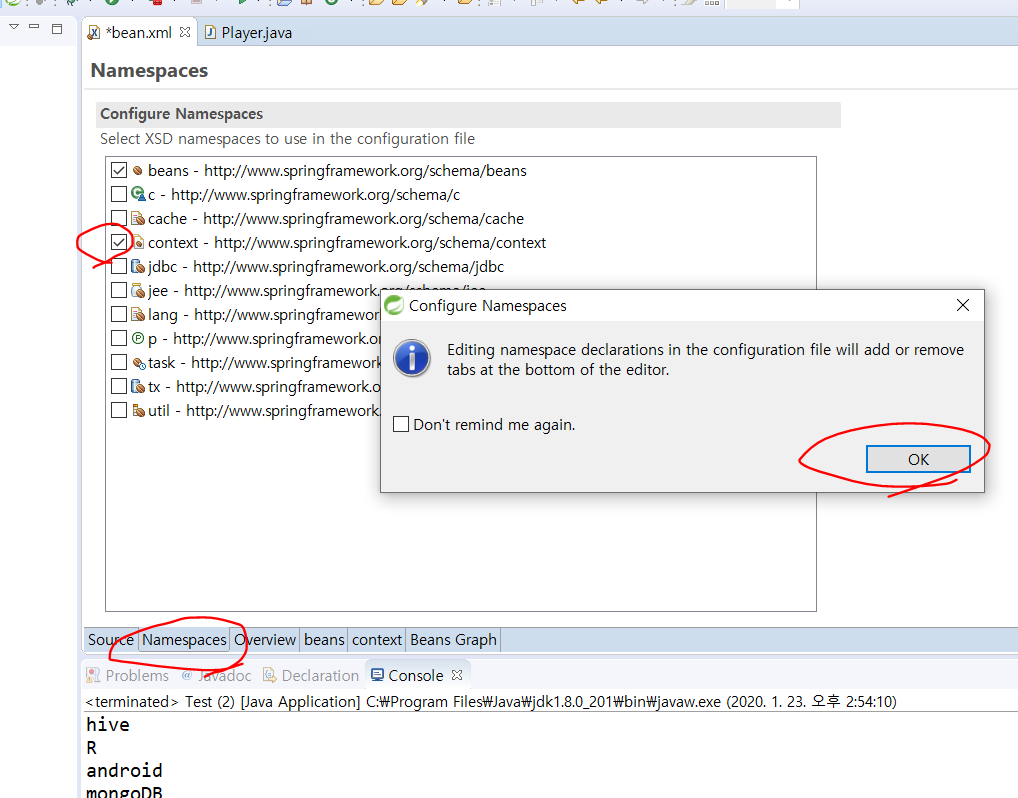 *bean.xml Player.java
Namespaces
Configure Namespaces
Select XSD namespaces to use in the configuration file
beans - http://www.springframework.org/schema/beans
c - http://www.springframework.org/schema/c
cache - http://www.springframework.org/schema/cache
context - http://www.springframework.org/schema/context
jdbc - http://www.springframework.org/schema/jdbc
jee - http://www.springframework.org/schema/jee
lang - http://www.springframewor
p - http://www.springframework.o
task - http://www.springframework
tx - http://www.springframework.o
util - http://www.springframework.
Configure Namespaces
Editing namespace declarations in the configuration file will add or remove
tabs at the bottom of the editor.
Don't remind me again.
OK
Source Namespaces Overview beans context Beans Graph
Problems @ Javadoc Declaration Console
<terminated> Test (2) [Java Application] C:₩Program Files₩Java₩jdk1.8.0_201₩bin₩javaw.exe (2020. 1. 23. 오후 2:54:10)
hive
R
android
mongoDB